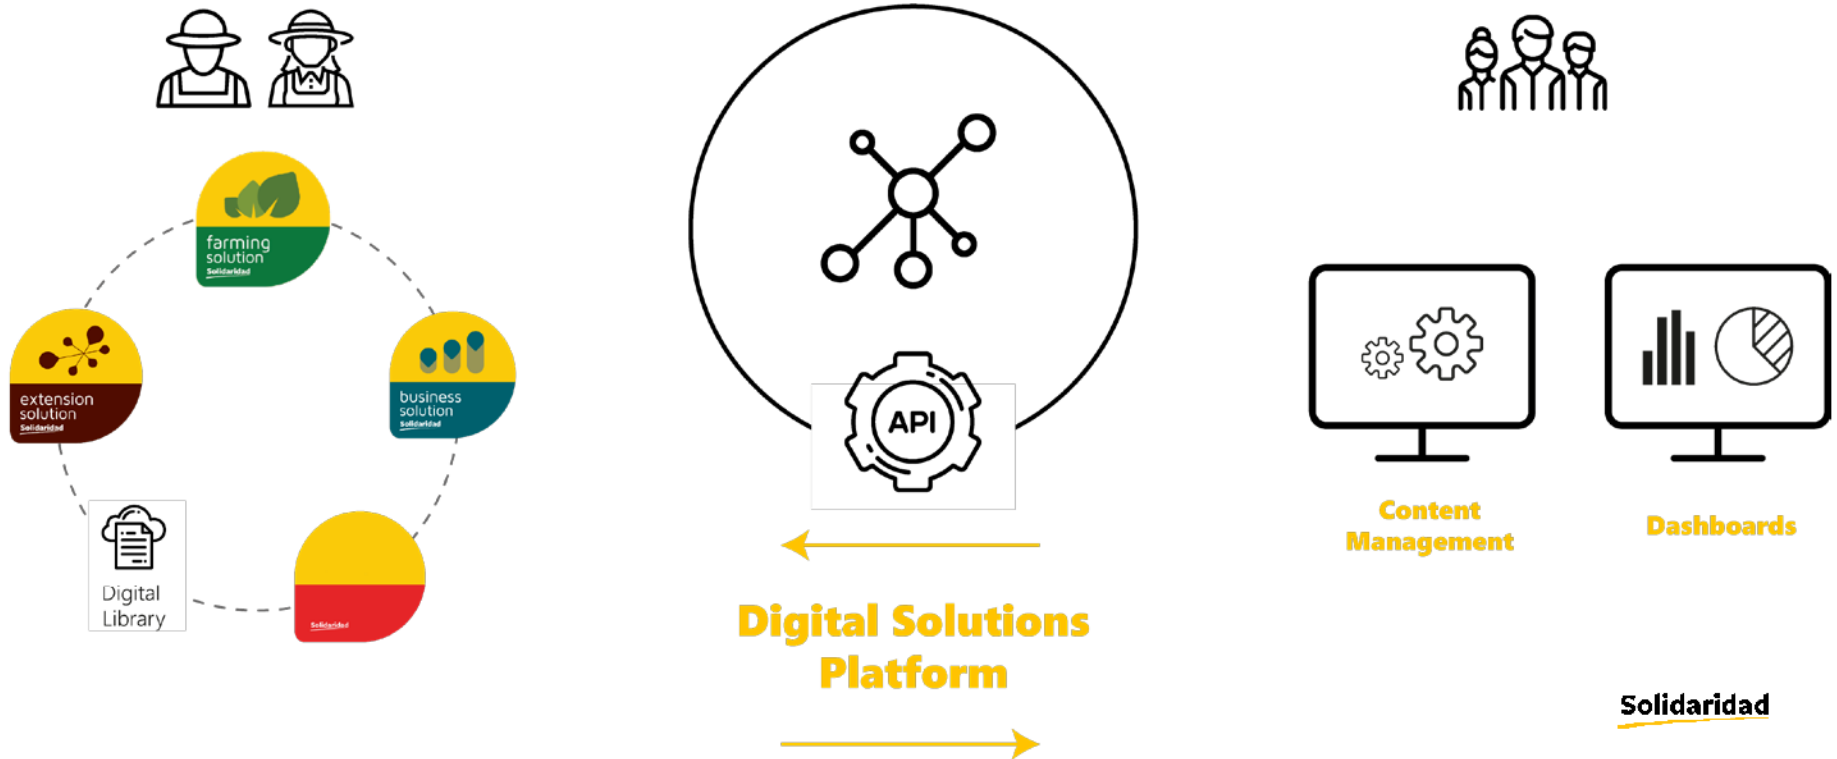 farming
solution
Solidaridad
extension
solution
Solidaridad
business
solution
Solidaridad
Digital
Library
Solidaridad
API
Digital Solutions
Platform
Content
Management
Dashboards
Solidaridad